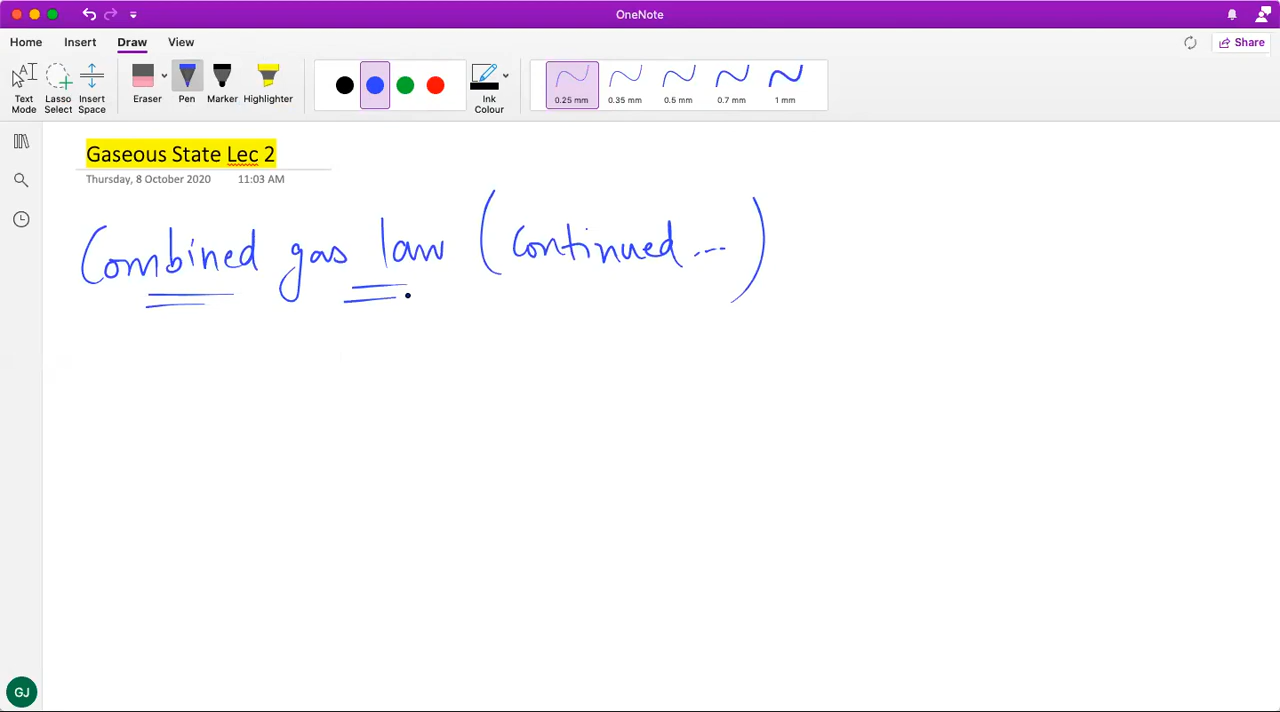 OneNote
Home Insert Draw View
Share
Text Mode
Lasso Select
Insert Space
Eraser
Pen
Marker
Highlighter
Ink Colour
0.25 mm
0.35 mm
0.5 mm
0.7 mm
1 mm
Gaseous State Lec 2
Thursday, 8 October 2020 11:03 AM
Combined gas law (Continued ...)
GJ